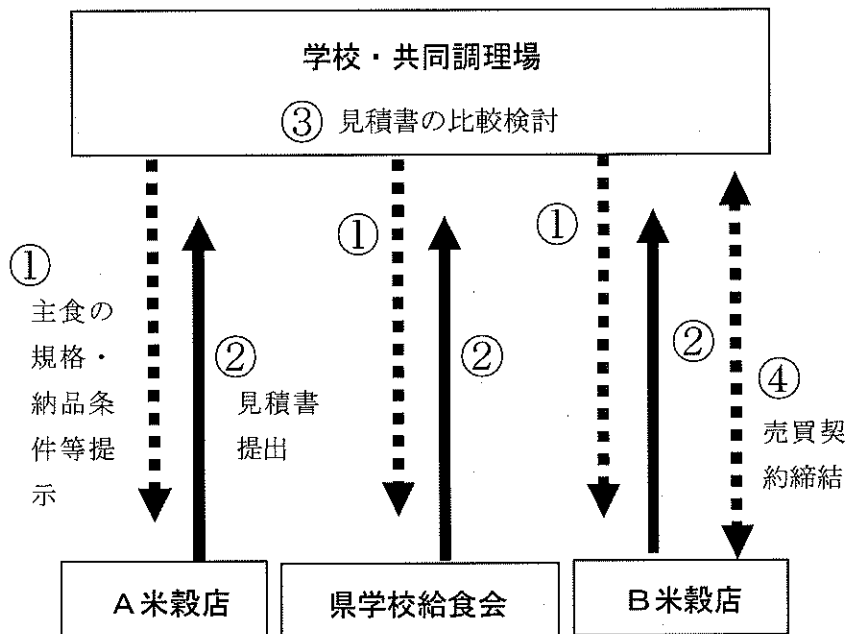 学校・共同調理場
③ 見積書の比較検討
①
主食の
規格・
納品条
件等提
示
②
見積書
提出
①
②
①
②
④
売買契
約締結
A米穀店
県学校給食会
B米穀店